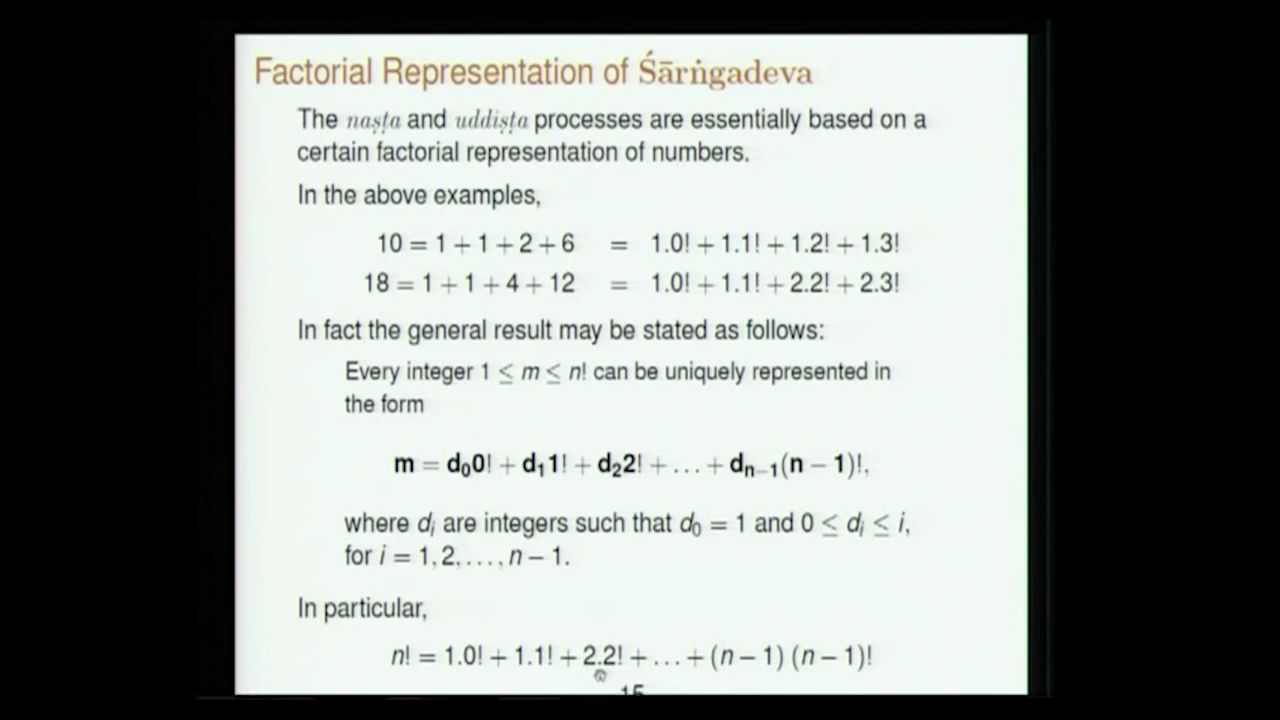 Factorial Representation of Śārṅgadeva
The naṣṭa and uddiṣṭa processes are essentially based on a
certain factorial representation of numbers.
In the above examples,
10 = 1 + 1 + 2 + 6 = 1.0! + 1.1! + 1.2! + 1.3!
18 = 1 + 1 + 4 + 12 = 1.0! + 1.1! + 2.2! + 2.3!
In fact the general result may be stated as follows:
Every integer 1 ≤ m ≤ n! can be uniquely represented in
the form
m = d₀0! + d₁1! + d₂2! + … + dₙ₋₁(n − 1)!,
where dᵢ are integers such that d₀ = 1 and 0 ≤ dᵢ ≤ i,
for i = 1, 2, …, n − 1.
In particular,
n! = 1.0! + 1.1! + 2.2! + … + (n − 1) (n − 1)!
15